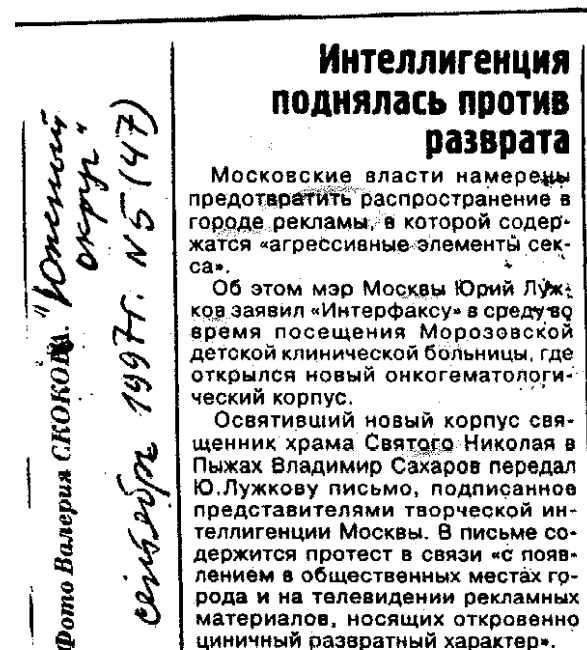 Интеллигенция
поднялась против
разврата
Московские власти намерены
предотвратить распространение в
городе рекламы, в которой содер-
жатся «агрессивные элементы сек-
са».
Об этом мэр Москвы Юрий Луж-
ков заявил «Интерфаксу» в среду во
время посещения Морозовской
детской клинической больницы, где
открылся новый онкогематологи-
ческий корпус.
Освятивший новый корпус свя-
щенник храма Святого Николая в
Пыжах Владимир Сахаров передал
Ю.Лужкову письмо, подписанное
представителями творческой ин-
теллигенции Москвы. В письме со-
держится протест в связи «с появ-
лением в общественных местах го-
рода и на телевидении рекламных
материалов, носящих откровенно
циничный развратный характер».
Фото Валерия СКОКОВА.
"Южный
округ"
сентябрь 1997г. N5 (47)